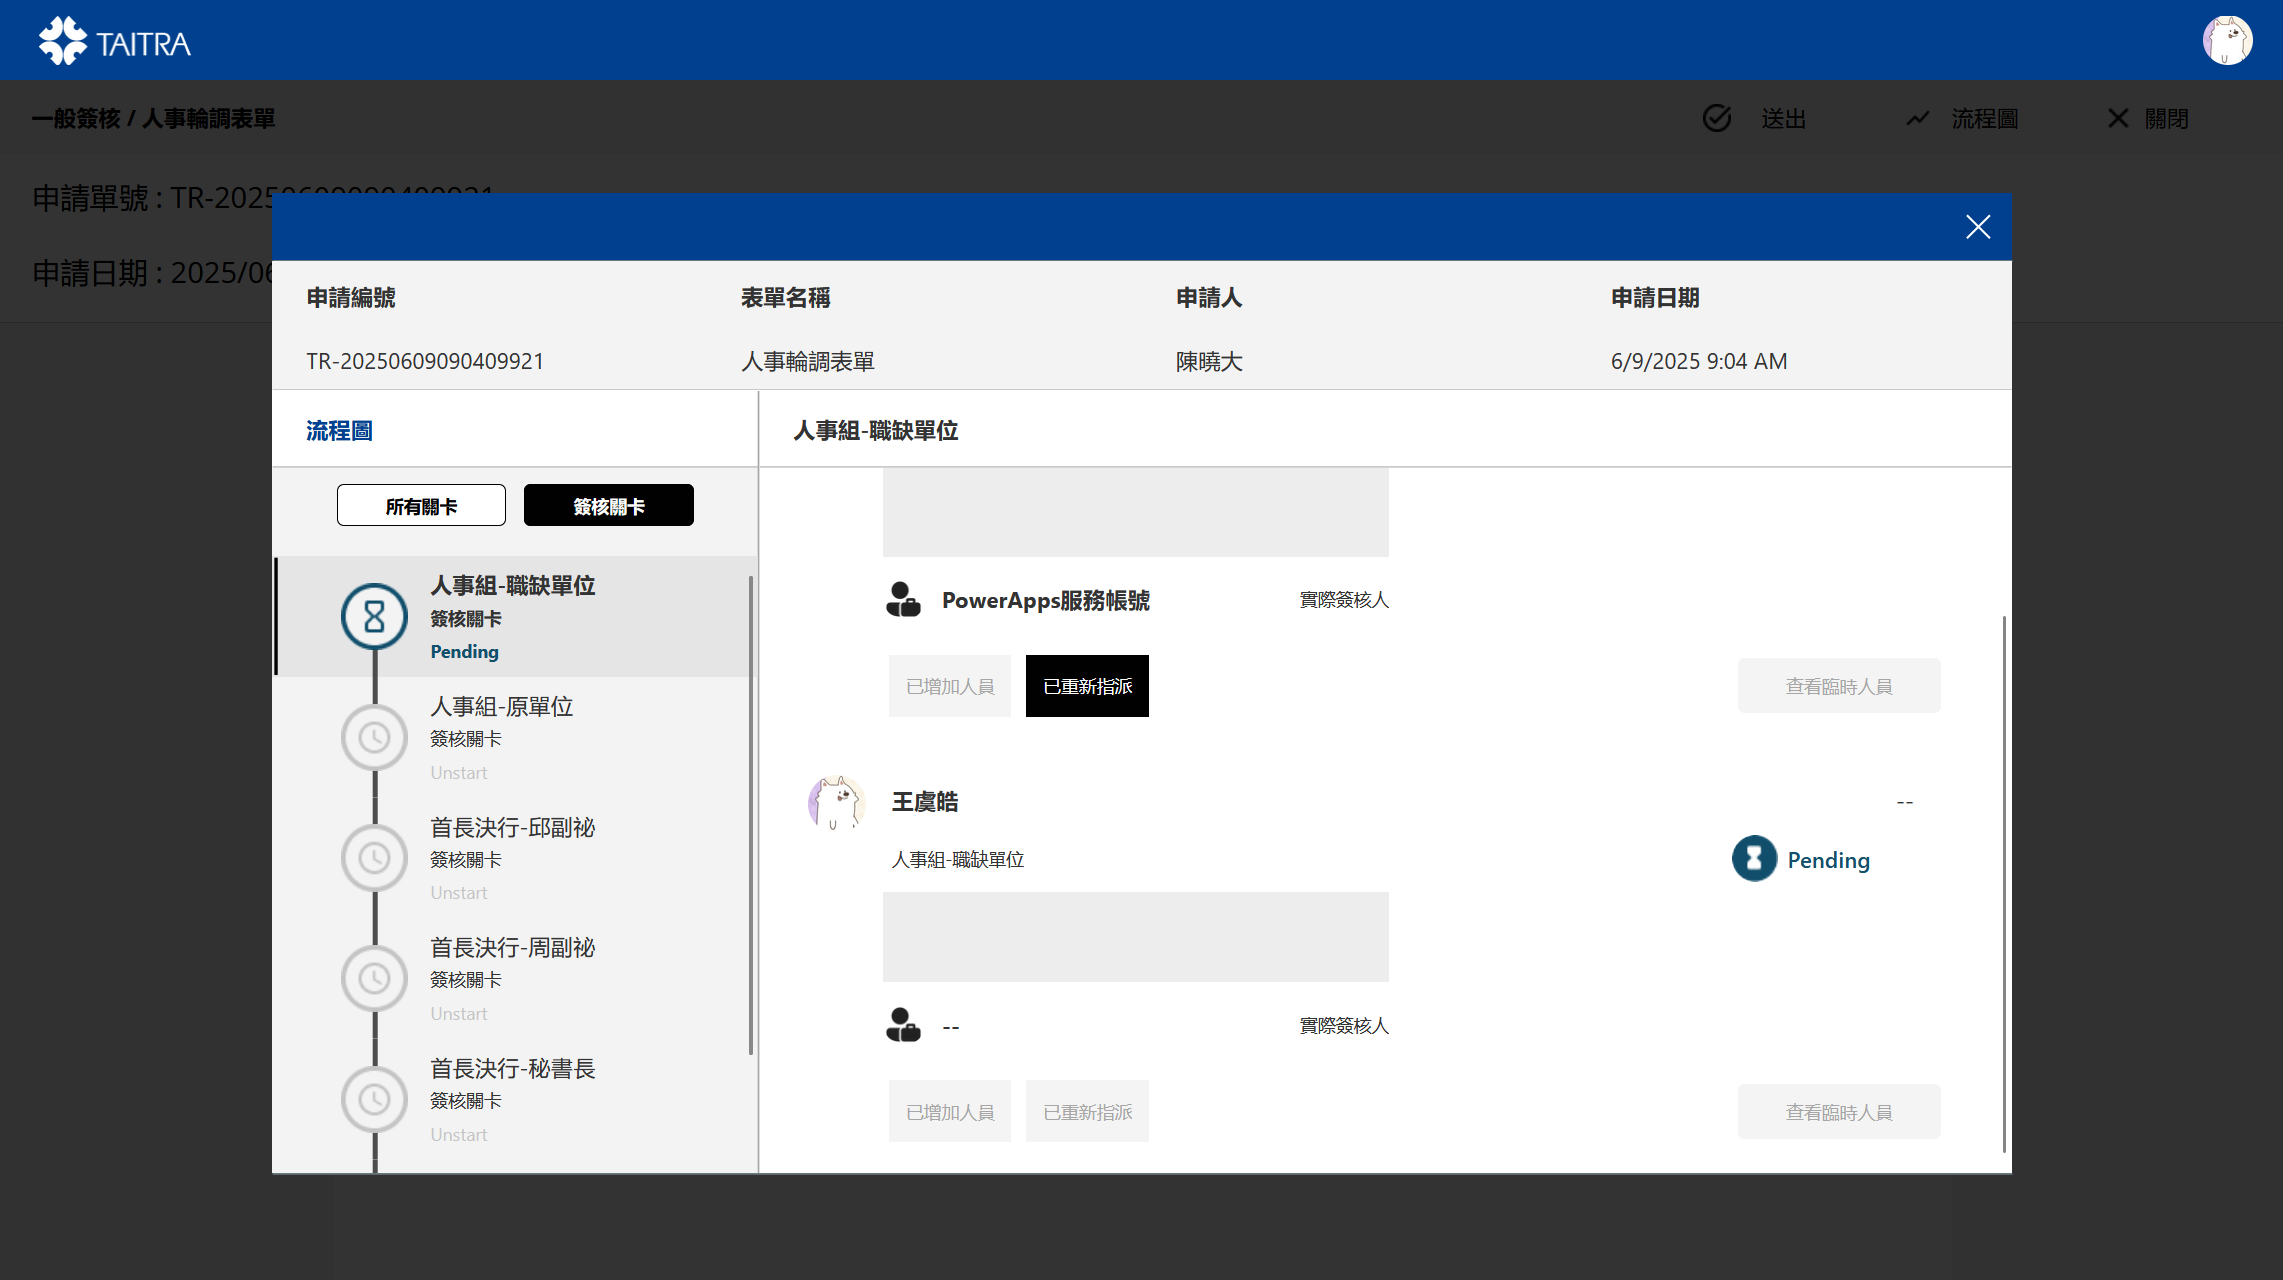 TAITRA
一般簽核 / 人事輪調表單
送出
流程圖
關閉
申請單號 : TR-20250609090409921
申請日期 : 2025/06
申請編號
表單名稱
申請人
申請日期
TR-20250609090409921
人事輪調表單
陳曉大
6/9/2025 9:04 AM
流程圖
人事組-職缺單位
所有關卡
簽核關卡
人事組-職缺單位
簽核關卡
Pending
人事組-原單位
簽核關卡
Unstart
首長決行-邱副祕
簽核關卡
Unstart
首長決行-周副祕
簽核關卡
Unstart
首長決行-秘書長
簽核關卡
Unstart
PowerApps服務帳號
實際簽核人
已增加人員
已重新指派
查看臨時人員
王虞皓
--
人事組-職缺單位
Pending
--
實際簽核人
已增加人員
已重新指派
查看臨時人員